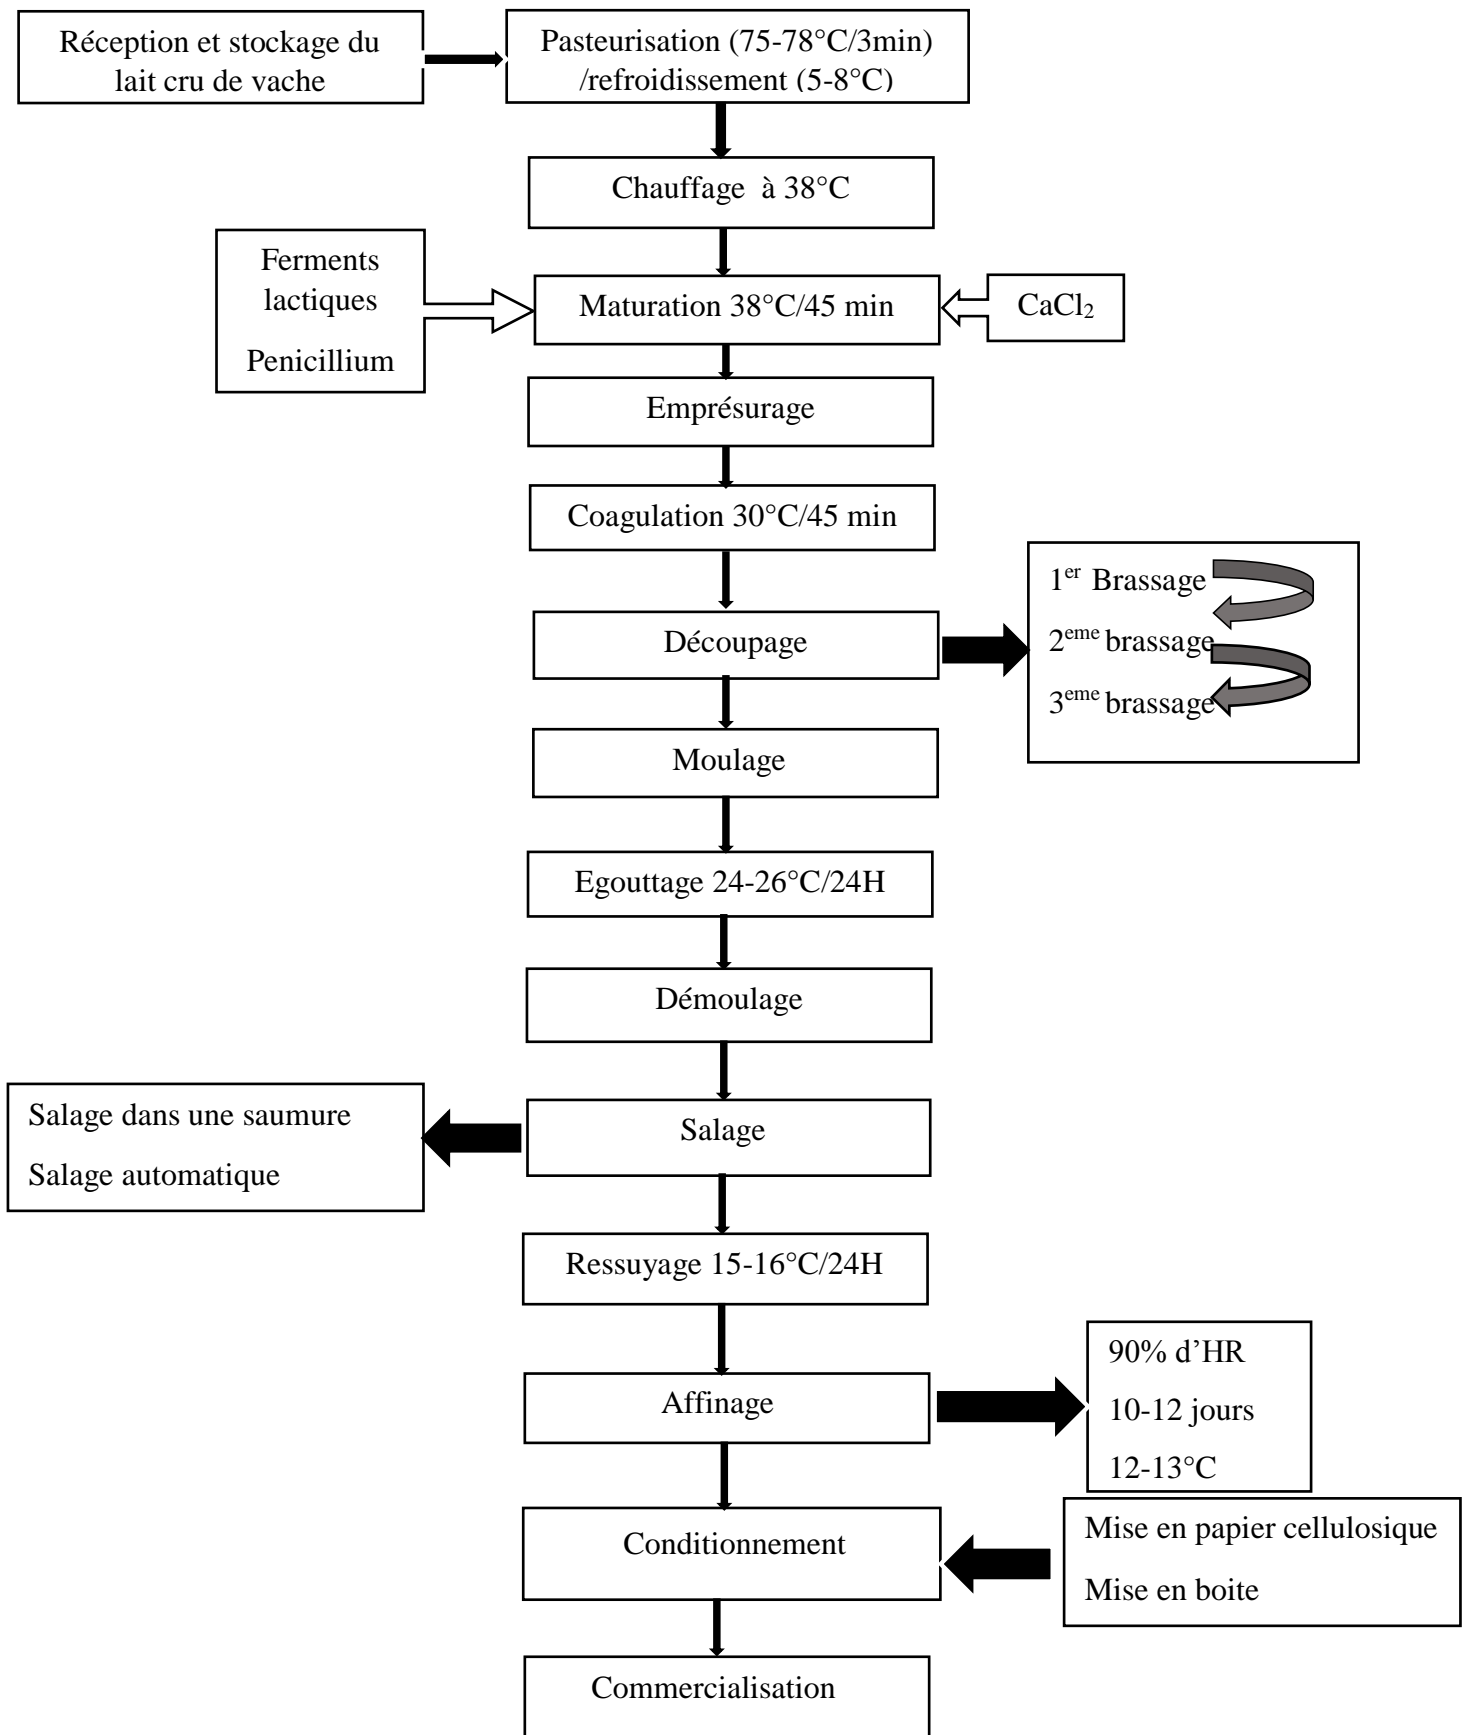 Réception et stockage du
lait cru de vache
Pasteurisation (75-78°C/3min)
/refroidissement (5-8°C)
Chauffage à 38°C
Ferments
lactiques
Penicillium
Maturation 38°C/45 min
CaCl₂
Emprésurage
Coagulation 30°C/45 min
Découpage
1er Brassage
2eme brassage
3eme brassage
Moulage
Egouttage 24-26°C/24H
Démoulage
Salage
Salage dans une saumure
Salage automatique
Ressuyage 15-16°C/24H
Affinage
90% d’HR
10-12 jours
12-13°C
Conditionnement
Mise en papier cellulosique
Mise en boite
Commercialisation